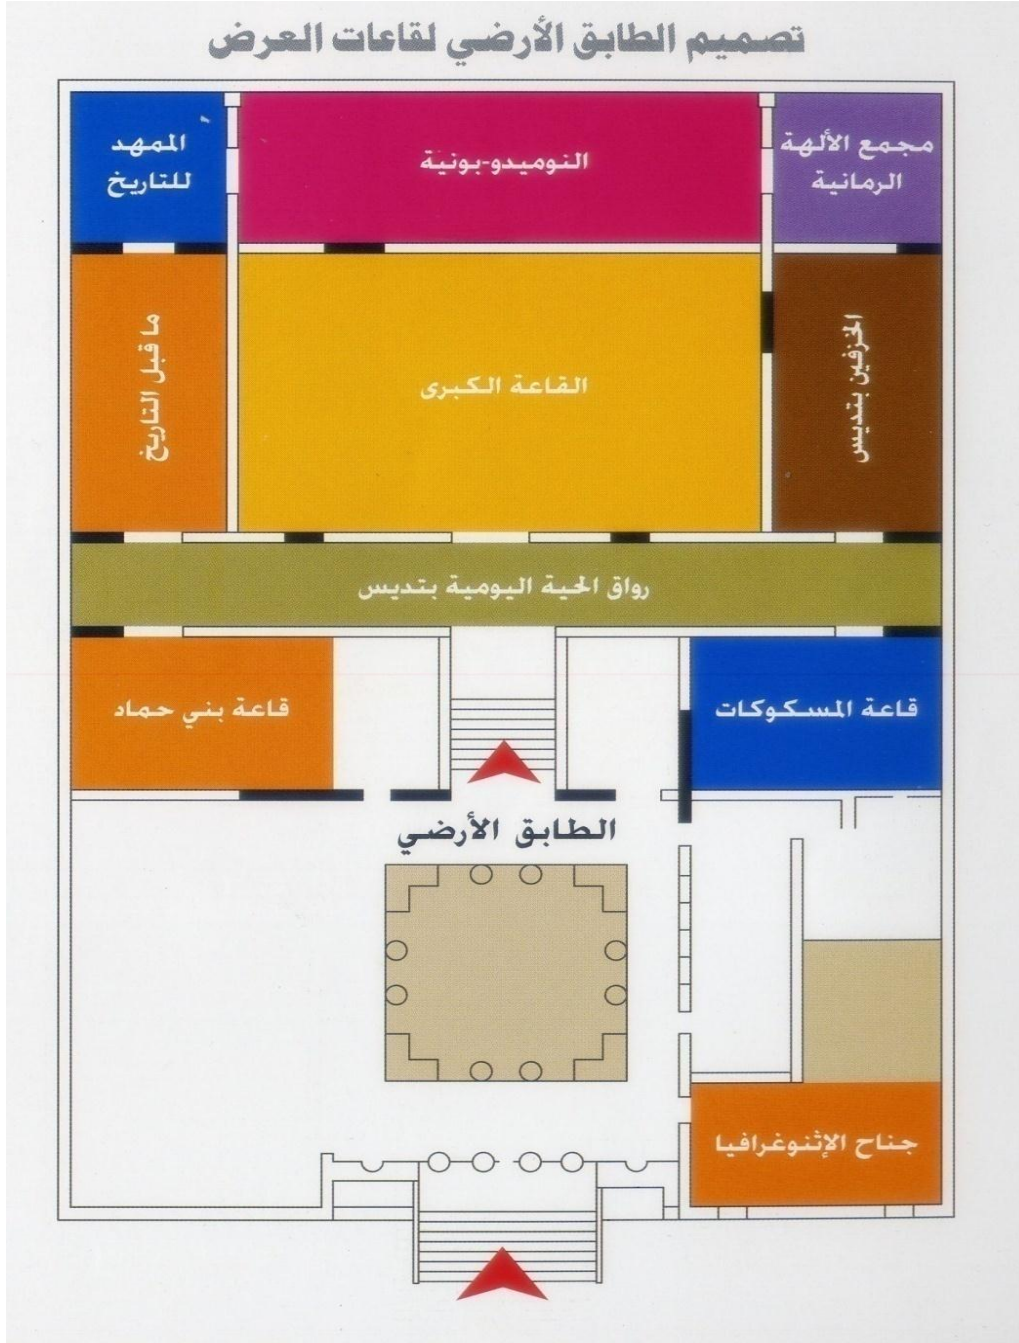 تصميم الطابق الأرضي لقاعات العرض
مجمع الألهة
الرمانية
النوميدو-بونية
الممهد
للتاريخ
الخزفين بتديس
القاعة الكبرى
ما قبل التاريخ
رواق الحية اليومية بتديس
قاعة المسكوكات
قاعة بني حماد
الطابق الأرضي
جناح الإثنوغرافيا